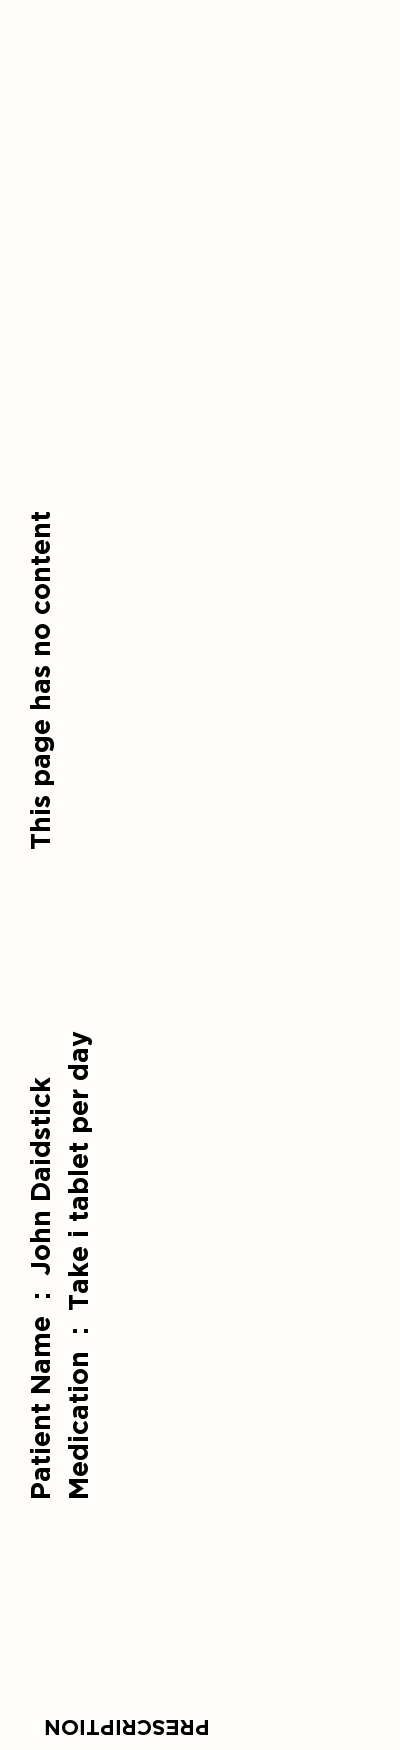 This page has no content
Patient Name : John Daidstick
Medication : Take i tablet per day
PRESCRIPTION